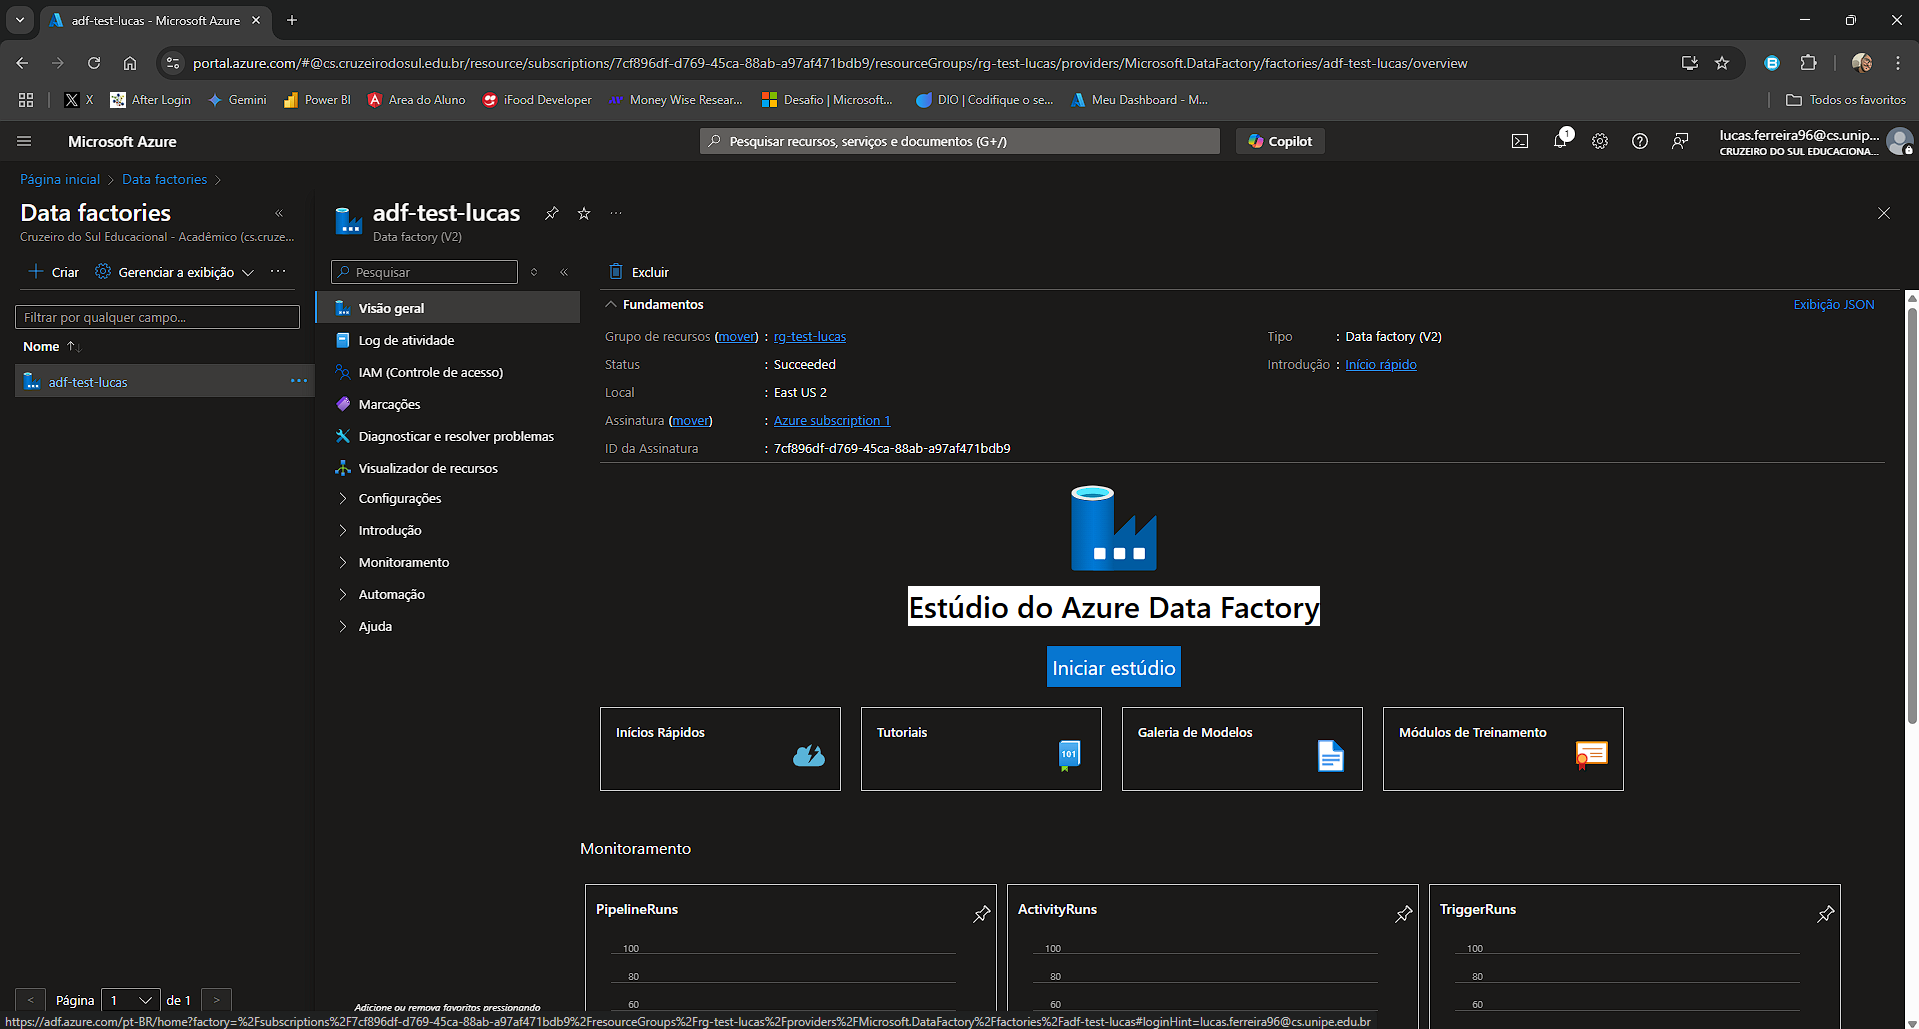 adf-test-lucas - Microsoft Azure
portal.azure.com/#@cs.cruzeirodosul.edu.br/resource/subscriptions/7cf896df-d769-45ca-88ab-a97af471bdb9/resourceGroups/rg-test-lucas/providers/Microsoft.DataFactory/factories/adf-test-lucas/overview
X
After Login
Gemini
Power BI
Area do Aluno
iFood Developer
Money Wise Resear...
Desafio | Microsoft...
DIO | Codifique o se...
Meu Dashboard - M...
Todos os favoritos
Microsoft Azure
Pesquisar recursos, serviços e documentos (G+/)
Copilot
1
lucas.ferreira96@cs.unipe...
CRUZEIRO DO SUL EDUCACIONA...
Página inicial > Data factories >
Data factories
Cruzeiro do Sul Educacional - Acadêmico (cs.cruze...
Criar
Gerenciar a exibição
Filtrar por qualquer campo...
Nome
adf-test-lucas
Página 1 de 1
adf-test-lucas
Data factory (V2)
Pesquisar
Visão geral
Log de atividade
IAM (Controle de acesso)
Marcações
Diagnosticar e resolver problemas
Visualizador de recursos
Configurações
Introdução
Monitoramento
Automação
Ajuda
Adicione ou remova favoritos pressionando
Excluir
Fundamentos
Exibição JSON
Grupo de recursos (mover) : rg-test-lucas
Status : Succeeded
Local : East US 2
Assinatura (mover) : Azure subscription 1
ID da Assinatura : 7cf896df-d769-45ca-88ab-a97af471bdb9
Tipo : Data factory (V2)
Introdução : Início rápido
Estúdio do Azure Data Factory
Iniciar estúdio
Inícios Rápidos
Tutoriais
101
Galeria de Modelos
Módulos de Treinamento
Monitoramento
PipelineRuns
100
80
60
ActivityRuns
100
80
60
TriggerRuns
100
80
60
https://adf.azure.com/pt-BR/home?factory=%2Fsubscriptions%2F7cf896df-d769-45ca-88ab-a97af471bdb9%2FresourceGroups%2Frg-test-lucas%2Fproviders%2FMicrosoft.DataFactory%2Ffactories%2Fadf-test-lucas#loginHint=lucas.ferreira96@cs.unipe.edu.br